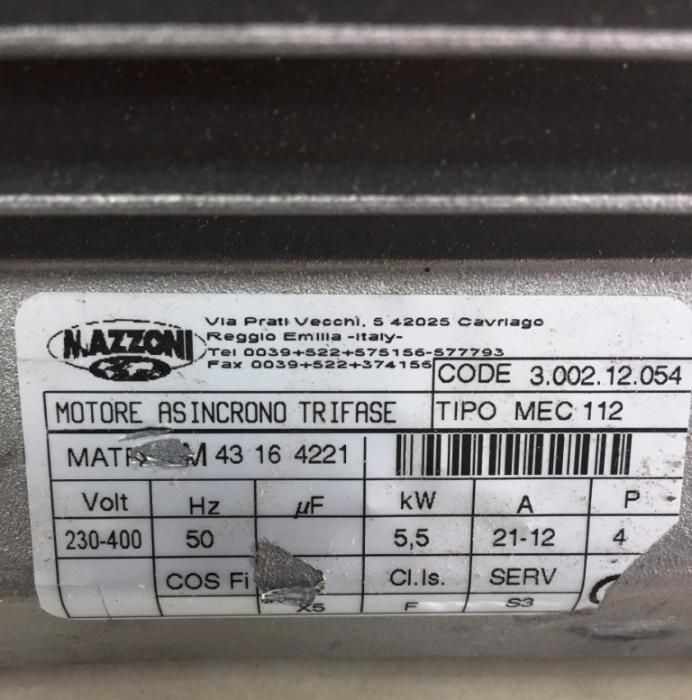 MAZZONI
Via Prati Vecchi, 5 42025 Cavriago
Reggio Emilia -Italy-
Tel 0039+522+575156-577793
Fax 0039+522+374155
CODE 3.002.12.054
MOTORE ASINCRONO TRIFASE
TIPO MEC 112
M 43 16 4221
Volt Hz µF kW A P
230-400 50 5,5 21-12 4
COS Fi Cl.Is. SERV
X5 F S3